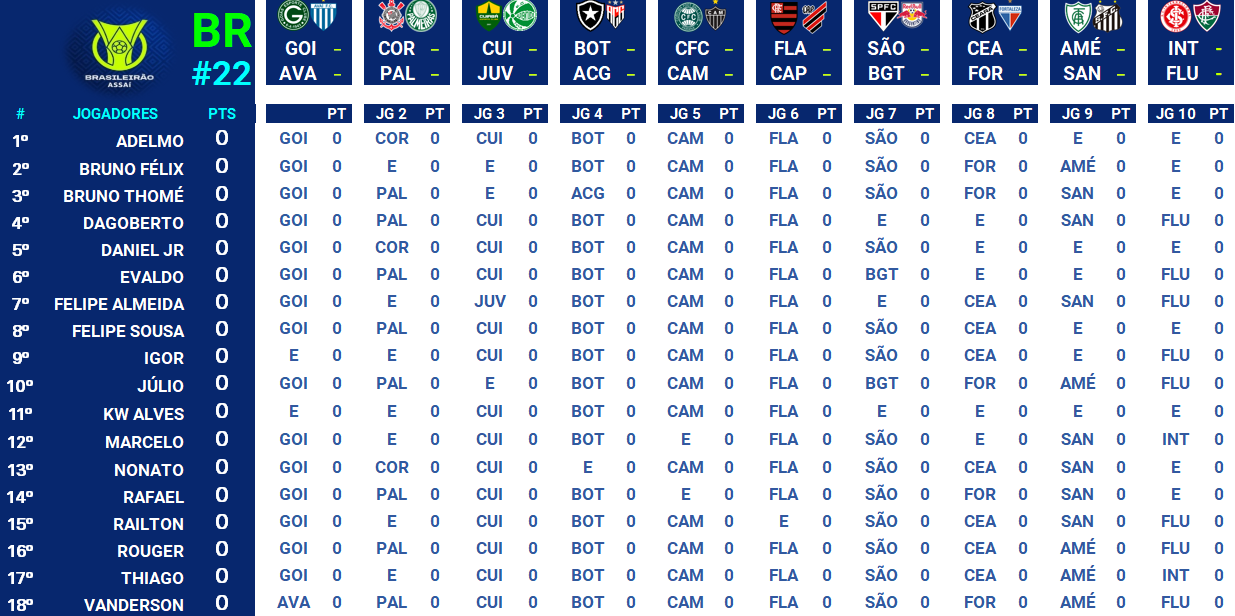 BR
#22
BRASILEIRÃO
ASSAÍ
GOI – COR – CUI – BOT – CFC – FLA – SÃO – CEA – AMÉ – INT -
AVA – PAL – JUV – ACG – CAM – CAP – BGT – FOR – SAN – FLU -
# JOGADORES PTS PT JG 2 PT JG 3 PT JG 4 PT JG 5 PT JG 6 PT JG 7 PT JG 8 PT JG 9 PT JG 10 PT
1º ADELMO 0 GOI 0 COR 0 CUI 0 BOT 0 CAM 0 FLA 0 SÃO 0 CEA 0 E 0 E 0
2º BRUNO FÉLIX 0 GOI 0 E 0 E 0 BOT 0 CAM 0 FLA 0 SÃO 0 FOR 0 AMÉ 0 E 0
3º BRUNO THOMÉ 0 GOI 0 PAL 0 E 0 ACG 0 CAM 0 FLA 0 SÃO 0 FOR 0 SAN 0 E 0
4º DAGOBERTO 0 GOI 0 PAL 0 CUI 0 BOT 0 CAM 0 FLA 0 E 0 E 0 SAN 0 FLU 0
5º DANIEL JR 0 GOI 0 COR 0 CUI 0 BOT 0 CAM 0 FLA 0 SÃO 0 E 0 E 0 E 0
6º EVALDO 0 GOI 0 PAL 0 CUI 0 BOT 0 CAM 0 FLA 0 BGT 0 E 0 E 0 FLU 0
7º FELIPE ALMEIDA 0 GOI 0 E 0 JUV 0 BOT 0 CAM 0 FLA 0 E 0 CEA 0 SAN 0 FLU 0
8º FELIPE SOUSA 0 GOI 0 PAL 0 CUI 0 BOT 0 CAM 0 FLA 0 SÃO 0 CEA 0 E 0 E 0
9º IGOR 0 E 0 E 0 CUI 0 BOT 0 CAM 0 FLA 0 SÃO 0 CEA 0 E 0 FLU 0
10º JÚLIO 0 GOI 0 PAL 0 E 0 BOT 0 CAM 0 FLA 0 BGT 0 FOR 0 AMÉ 0 FLU 0
11º KW ALVES 0 E 0 E 0 CUI 0 BOT 0 CAM 0 FLA 0 E 0 E 0 E 0 E 0
12º MARCELO 0 GOI 0 E 0 CUI 0 BOT 0 E 0 FLA 0 SÃO 0 E 0 SAN 0 INT 0
13º NONATO 0 GOI 0 COR 0 CUI 0 E 0 CAM 0 FLA 0 SÃO 0 CEA 0 SAN 0 E 0
14º RAFAEL 0 GOI 0 PAL 0 CUI 0 BOT 0 E 0 FLA 0 SÃO 0 FOR 0 SAN 0 E 0
15º RAILTON 0 GOI 0 E 0 CUI 0 BOT 0 CAM 0 E 0 SÃO 0 CEA 0 SAN 0 FLU 0
16º ROUGER 0 GOI 0 PAL 0 CUI 0 BOT 0 CAM 0 FLA 0 SÃO 0 CEA 0 AMÉ 0 FLU 0
17º THIAGO 0 GOI 0 E 0 CUI 0 BOT 0 CAM 0 FLA 0 SÃO 0 CEA 0 AMÉ 0 INT 0
18º VANDERSON 0 AVA 0 PAL 0 CUI 0 BOT 0 CAM 0 FLA 0 SÃO 0 FOR 0 AMÉ 0 FLU 0